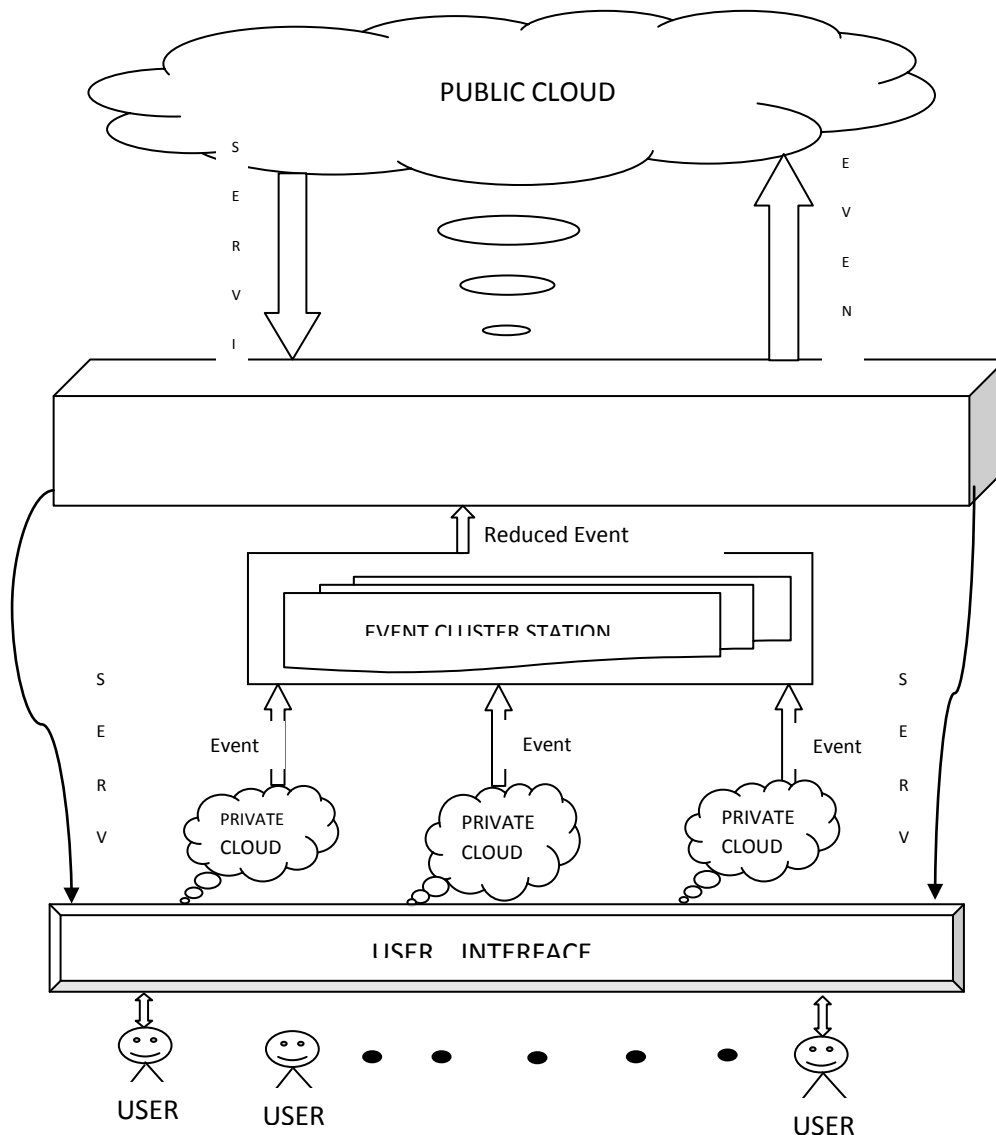 PUBLIC CLOUD
S
E
R
V
I
E
V
E
N
Reduced Event
EVENT CLUSTER STATION
S
E
R
V
S
E
R
V
Event
Event
Event
PRIVATE
CLOUD
PRIVATE
CLOUD
PRIVATE
CLOUD
USER INTERFACE
USER
USER
USER